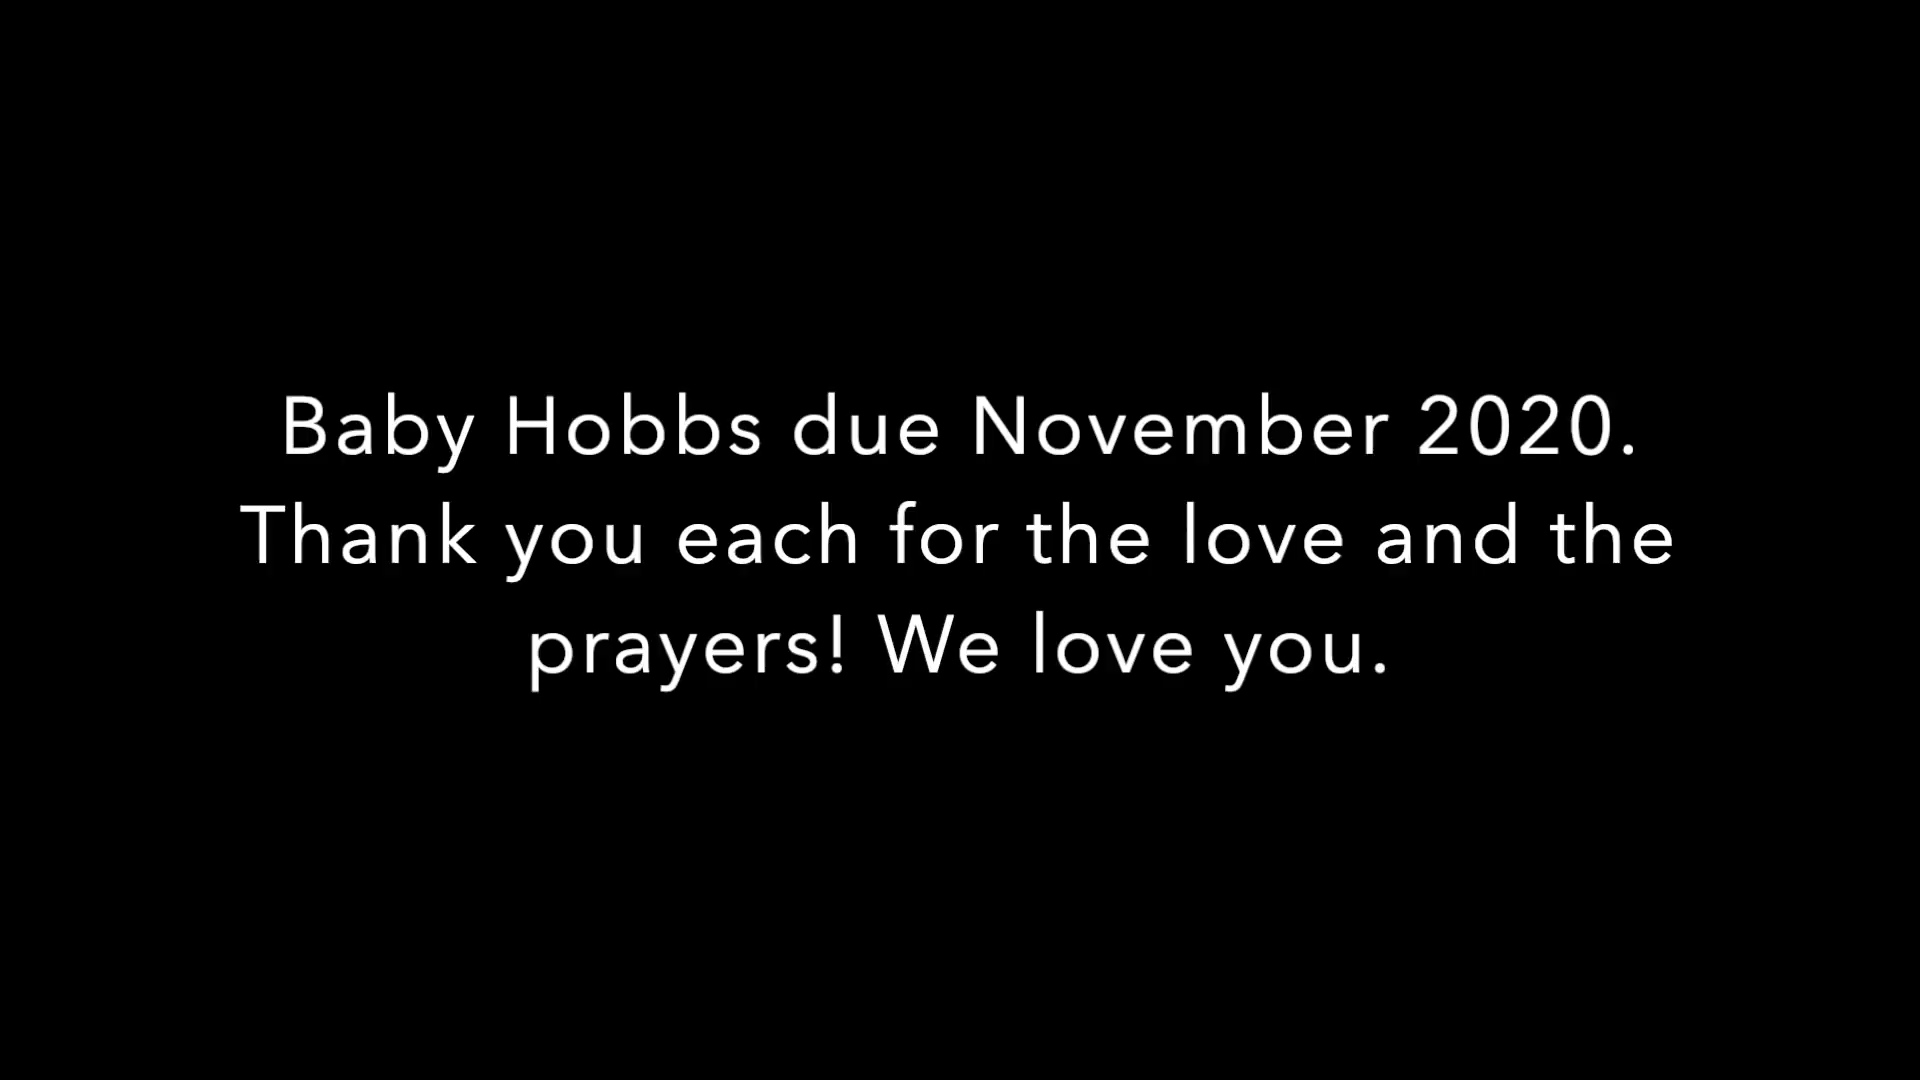 Baby Hobbs due November 2020.
Thank you each for the love and the
prayers! We love you.